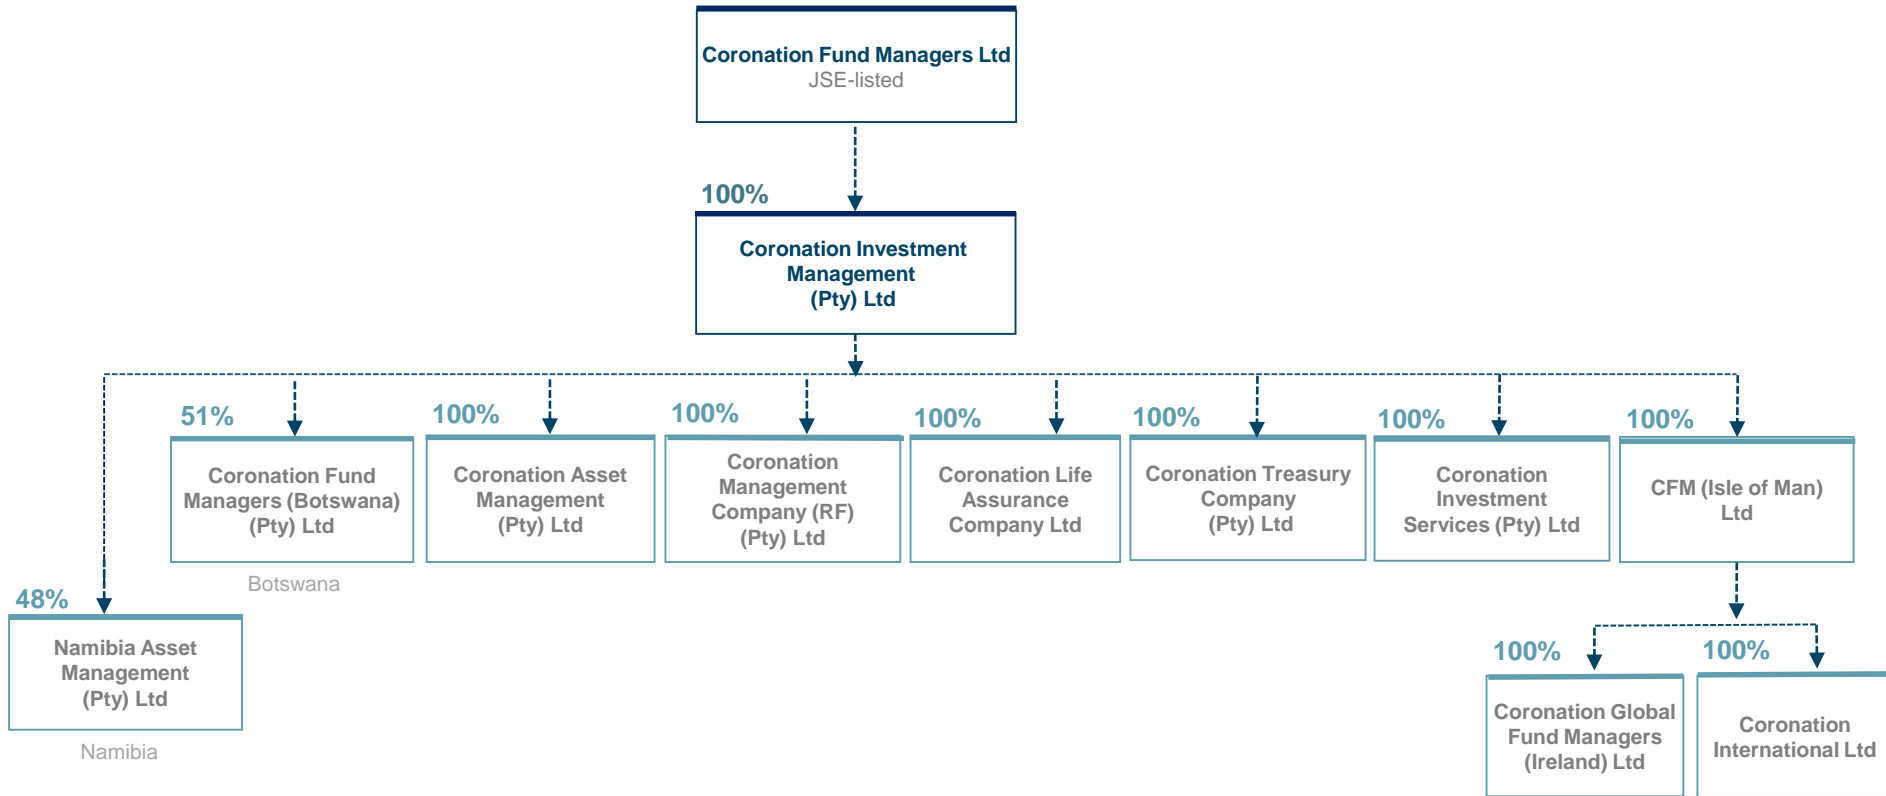 Coronation Fund Managers Ltd
JSE-listed
100%
Coronation Investment
Management
(Pty) Ltd
51%
Coronation Fund
Managers (Botswana)
(Pty) Ltd
Botswana
100%
Coronation Asset
Management
(Pty) Ltd
100%
Coronation
Management
Company (RF)
(Pty) Ltd
100%
Coronation Life
Assurance
Company Ltd
100%
Coronation Treasury
Company
(Pty) Ltd
100%
Coronation
Investment
Services (Pty) Ltd
100%
CFM (Isle of Man)
Ltd
48%
Namibia Asset
Management
(Pty) Ltd
Namibia
100%
Coronation Global
Fund Managers
(Ireland) Ltd
100%
Coronation
International Ltd